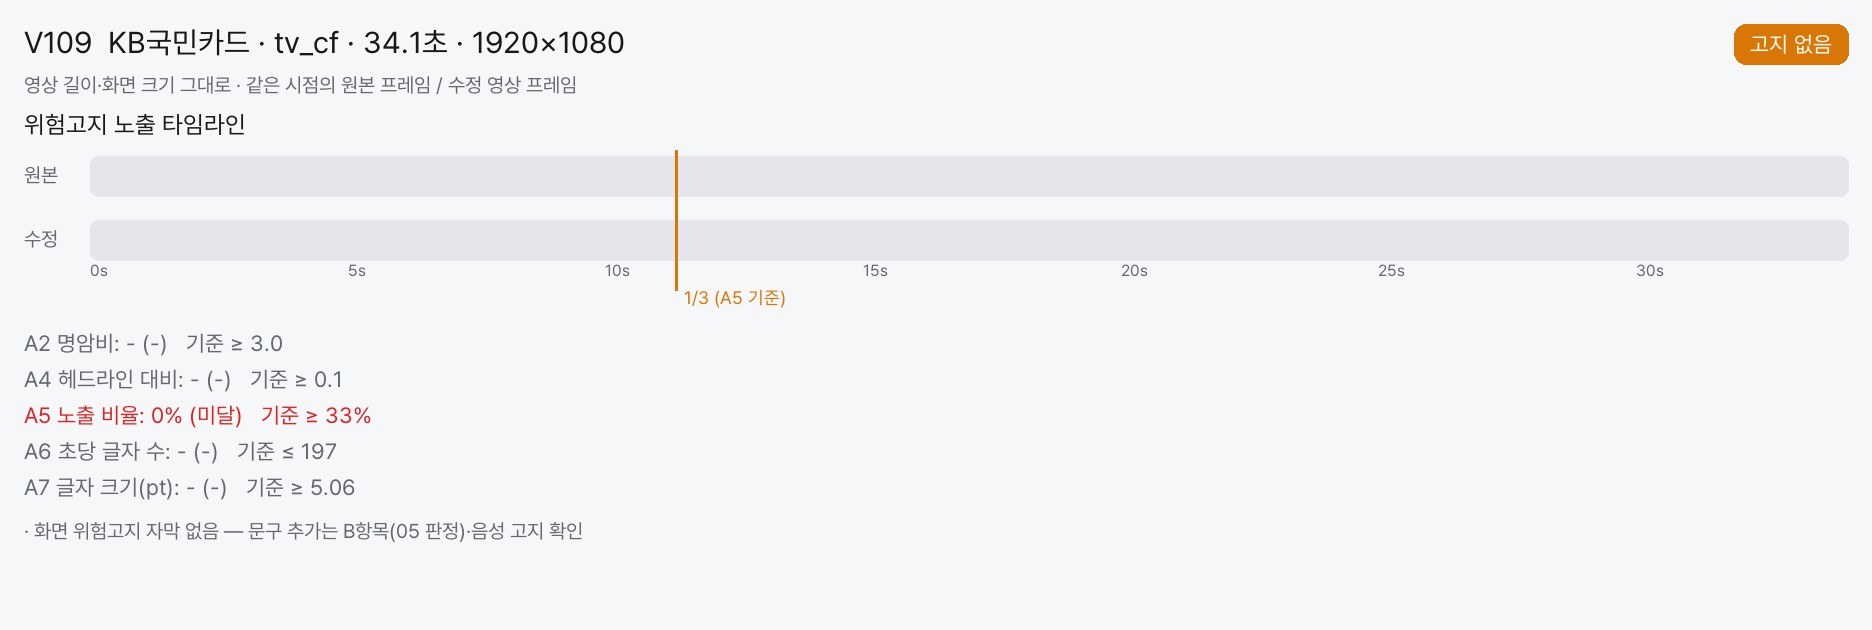 V109 KB국민카드 · tv_cf · 34.1초 · 1920×1080
고지 없음
영상 길이·화면 크기 그대로 · 같은 시점의 원본 프레임 / 수정 영상 프레임
위험고지 노출 타임라인
원본
수정
0s 5s 10s 15s 20s 25s 30s
1/3 (A5 기준)
A2 명암비: - (-) 기준 ≥ 3.0
A4 헤드라인 대비: - (-) 기준 ≥ 0.1
A5 노출 비율: 0% (미달) 기준 ≥ 33%
A6 초당 글자 수: - (-) 기준 ≤ 197
A7 글자 크기(pt): - (-) 기준 ≥ 5.06
· 화면 위험고지 자막 없음 — 문구 추가는 B항목(05 판정)·음성 고지 확인